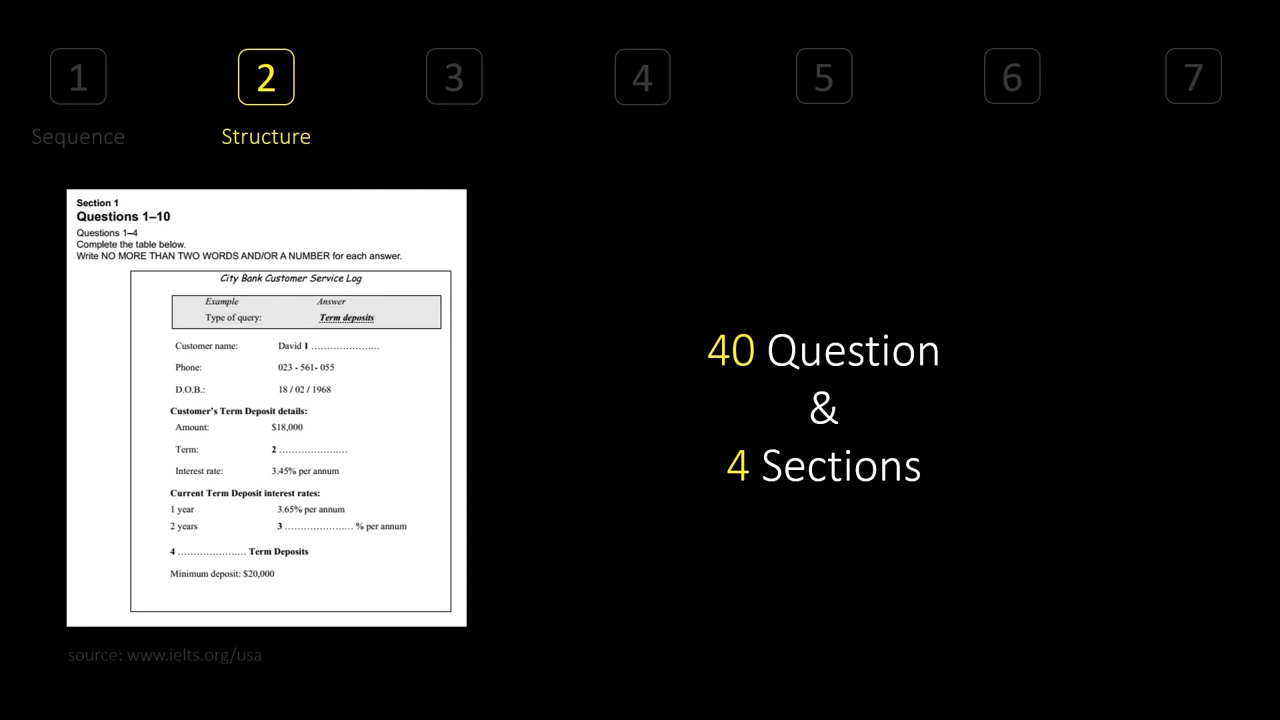 1 2 3 4 5 6 7
Sequence Structure
Section 1
Questions 1–10
Questions 1–4
Complete the table below.
Write NO MORE THAN TWO WORDS AND/OR A NUMBER for each answer.
City Bank Customer Service Log
Example Answer
Type of query: Term deposits
Customer name: David 1 ......................
Phone: 023 - 561- 055
D.O.B.: 18 / 02 / 1968
Customer's Term Deposit details:
Amount: $18,000
Term: 2 ......................
Interest rate: 3.45% per annum
Current Term Deposit interest rates:
1 year 3.65% per annum
2 years 3 ...................... % per annum
4 ...................... Term Deposits
Minimum deposit: $20,000
40 Question
&
4 Sections
source: www.ielts.org/usa